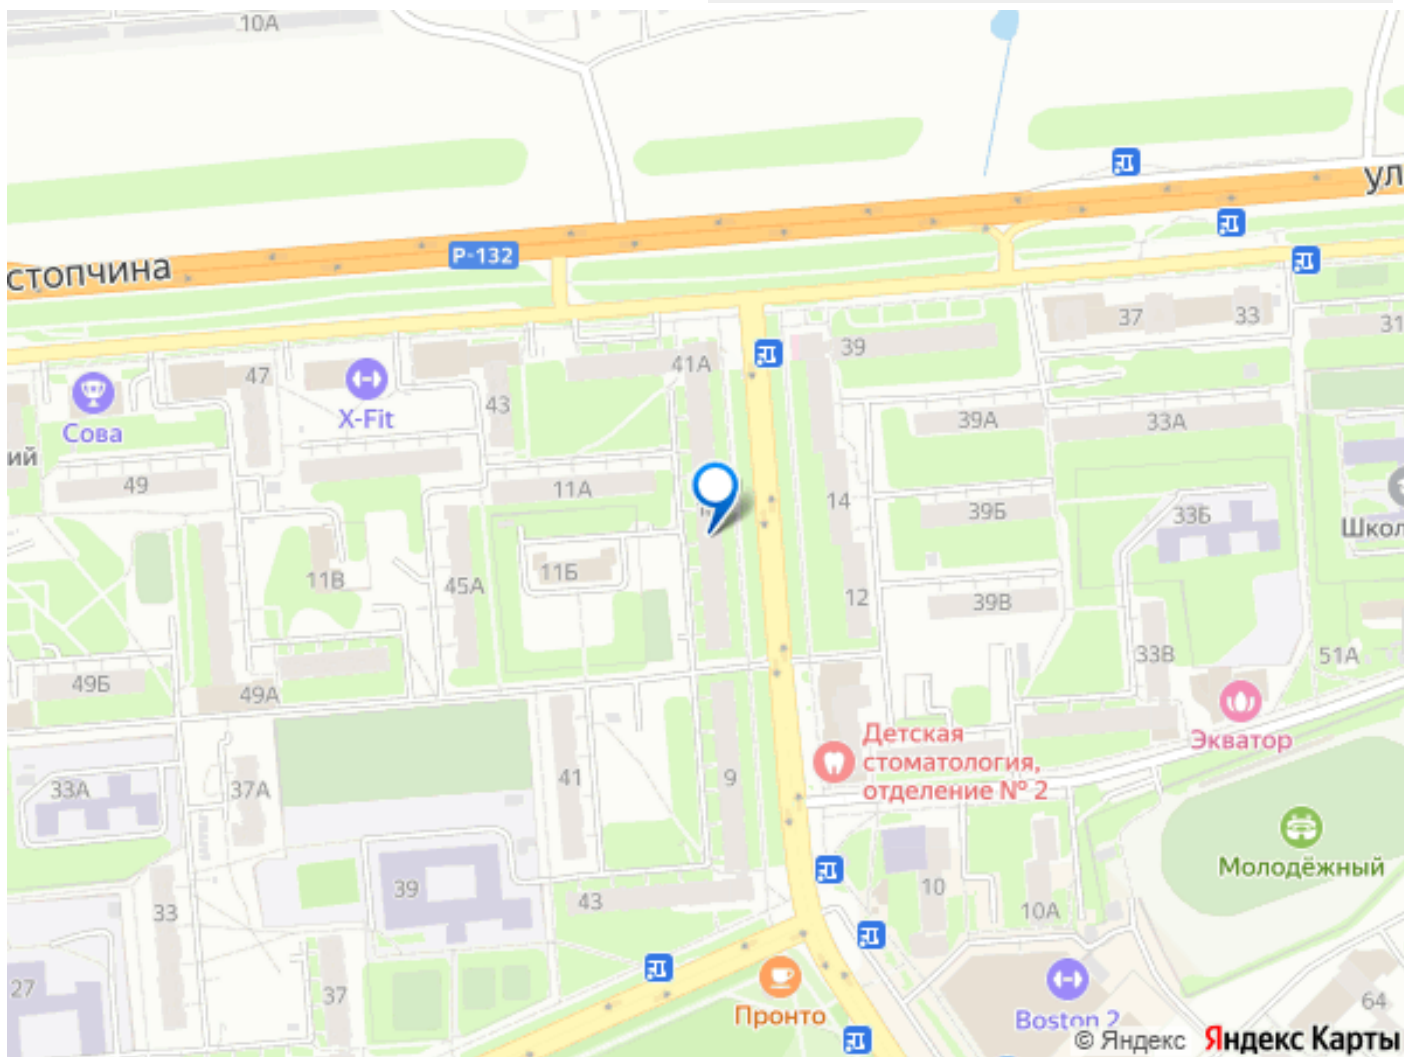 10А
ул
стопчина
Р-132
37
33
31
39
41А
47
43
X-Fit
Сова
ий
39А
33А
49
11А
14
39Б
33Б
Школ
11В
11Б
45А
12
39В
33В
51А
49Б
49А
Экватор
Детская
стоматология,
отделение № 2
33А
37А
41
9
Молодёжный
39
43
10
10А
33
27
37
Пронто
Boston 2
64
© Яндекс Яндекс Карты